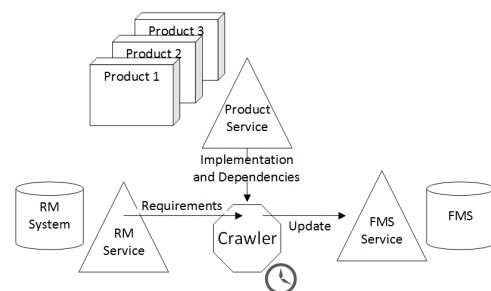 Product 3
Product 2
Product 1
Product
Service
Implementation
and Dependencies
RM
System
RM
Service
Requirements
Crawler
Update
FMS
Service
FMS